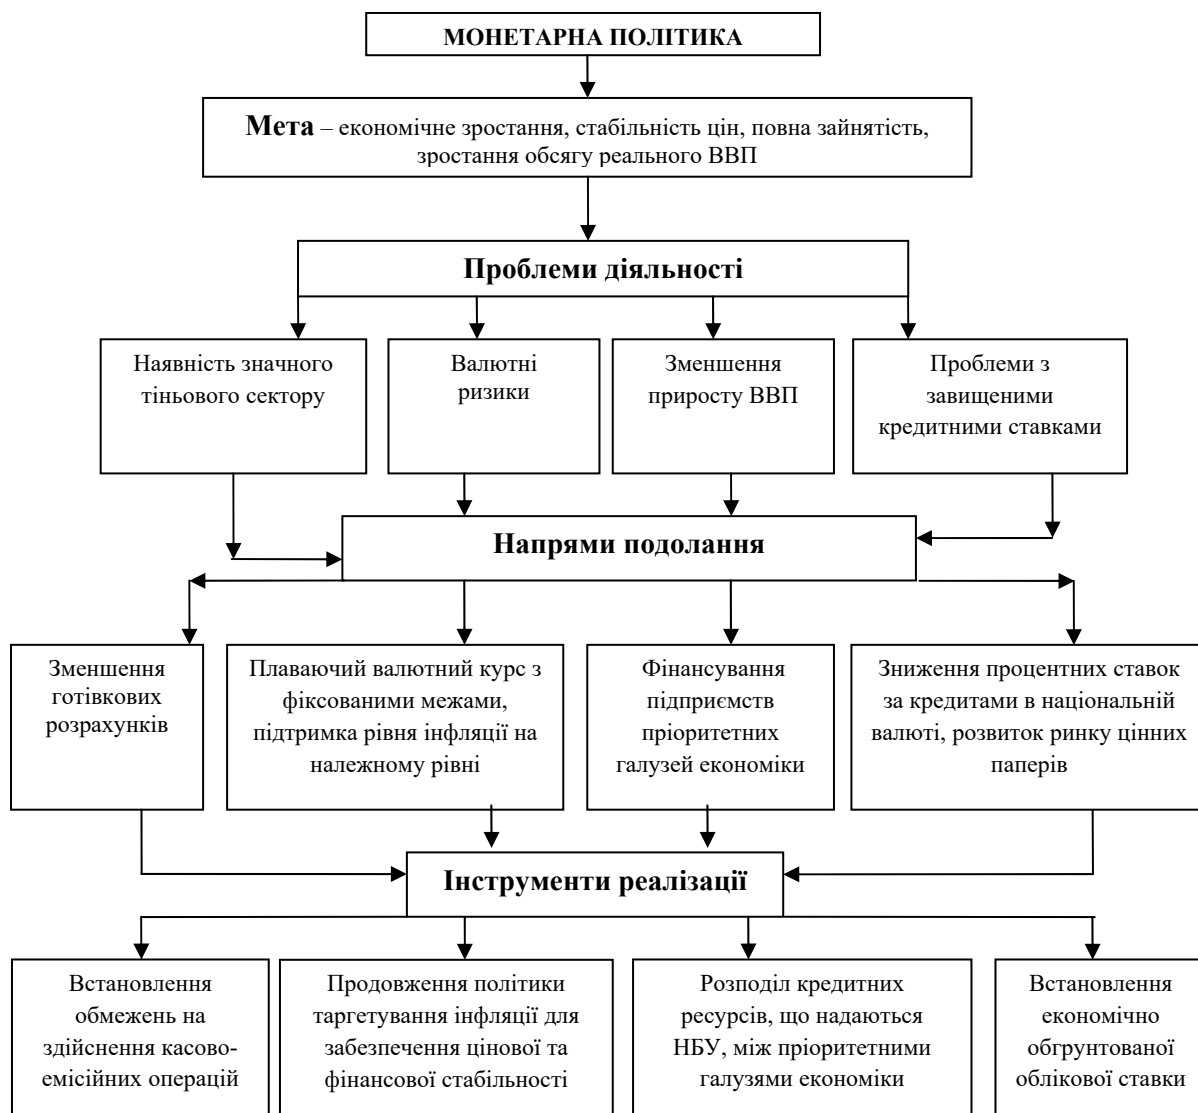 МОНЕТАРНА ПОЛІТИКА
Мета – економічне зростання, стабільність цін, повна зайнятість,
зростання обсягу реального ВВП
Проблеми діяльності
Наявність значного
тіньового сектору
Валютні
ризики
Зменшення
приросту ВВП
Проблеми з
завищеними
кредитними ставками
Напрями подолання
Зменшення
готівкових
розрахунків
Плаваючий валютний курс з
фіксованими межами,
підтримка рівня інфляції на
належному рівні
Фінансування
підприємств
пріоритетних
галузей економіки
Зниження процентних ставок
за кредитами в національній
валюті, розвиток ринку цінних
паперів
Інструменти реалізації
Встановлення
обмежень на
здійснення касово-
емісійних операцій
Продовження політики
таргетування інфляції для
забезпечення цінової та
фінансової стабільності
Розподіл кредитних
ресурсів, що надаються
НБУ, між пріоритетними
галузями економіки
Встановлення
економічно
обгрунтованої
облікової ставки